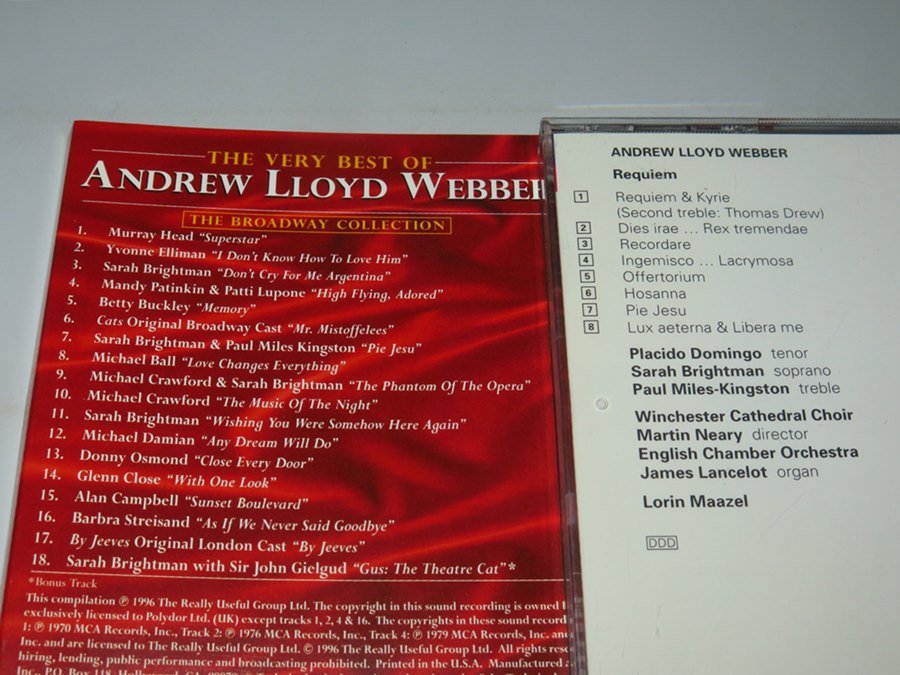 THE VERY BEST OF
ANDREW LLOYD WEBBER
THE BROADWAY COLLECTION
1. Murray Head "Superstar"
2. Yvonne Elliman "I Don't Know How To Love Him"
3. Sarah Brightman "Don't Cry For Me Argentina"
4. Mandy Patinkin & Patti Lupone "High Flying, Adored"
5. Betty Buckley "Memory"
6. Cats Original Broadway Cast "Mr. Mistoffelees"
7. Sarah Brightman & Paul Miles Kingston "Pie Jesu"
8. Michael Ball "Love Changes Everything"
9. Michael Crawford & Sarah Brightman "The Phantom Of The Opera"
10. Michael Crawford "The Music Of The Night"
11. Sarah Brightman "Wishing You Were Somehow Here Again"
12. Michael Damian "Any Dream Will Do"
13. Donny Osmond "Close Every Door"
14. Glenn Close "With One Look"
15. Alan Campbell "Sunset Boulevard"
16. Barbra Streisand "As If We Never Said Goodbye"
17. By Jeeves Original London Cast "By Jeeves"
18. Sarah Brightman with Sir John Gielgud "Gus: The Theatre Cat"*
*Bonus Track
This compilation ℗ 1996 The Really Useful Group Ltd. The copyright in this sound recording is owned
exclusively licensed to Polydor Ltd. (UK) except tracks 1, 2, 4 & 16. The copyrights in these sound record
1: ℗ 1970 MCA Records, Inc., Track 2: ℗ 1976 MCA Records, Inc., Track 4: ℗ 1979 MCA Records, Inc. and
Inc. and are licensed to The Really Useful Group Ltd. © 1996 The Really Useful Group Ltd. All rights rese
hiring, lending, public performance and broadcasting prohibited. Printed in the U.S.A. Manufactured
ANDREW LLOYD WEBBER
Requiem
1 Requiem & Kyrie
(Second treble: Thomas Drew)
2 Dies irae ... Rex tremendae
3 Recordare
4 Ingemisco ... Lacrymosa
5 Offertorium
6 Hosanna
7 Pie Jesu
8 Lux aeterna & Libera me
Placido Domingo tenor
Sarah Brightman soprano
Paul Miles-Kingston treble
Winchester Cathedral Choir
Martin Neary director
English Chamber Orchestra
James Lancelot organ
Lorin Maazel
DDD